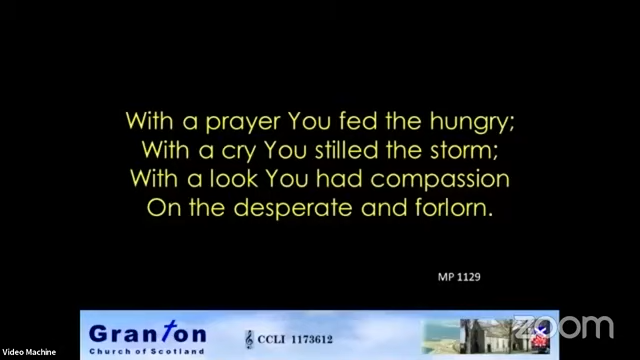 With a prayer You fed the hungry;
With a cry You stilled the storm;
With a look You had compassion
On the desperate and forlorn.
MP 1129
Granton
Church of Scotland
CCLI 1173612
zoom
Video Machine